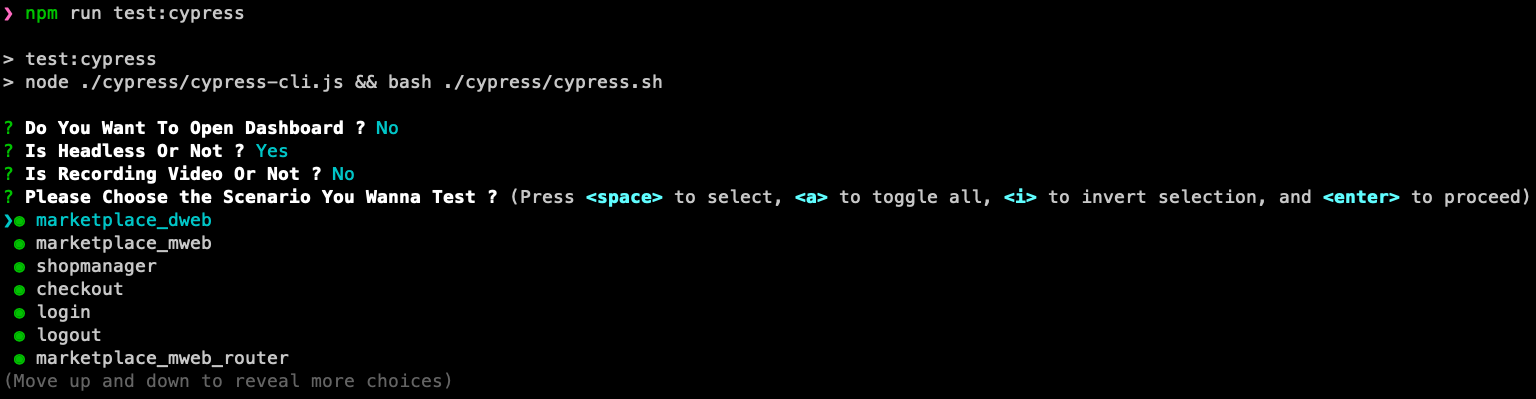 ❯ npm run test:cypress
> test:cypress
> node ./cypress/cypress-cli.js && bash ./cypress/cypress.sh
? Do You Want To Open Dashboard ? No
? Is Headless Or Not ? Yes
? Is Recording Video Or Not ? No
? Please Choose the Scenario You Wanna Test ? (Press <space> to select, <a> to toggle all, <i> to invert selection, and <enter> to proceed)
❯◉ marketplace_dweb
◉ marketplace_mweb
◉ shopmanager
◉ checkout
◉ login
◉ logout
◉ marketplace_mweb_router
(Move up and down to reveal more choices)